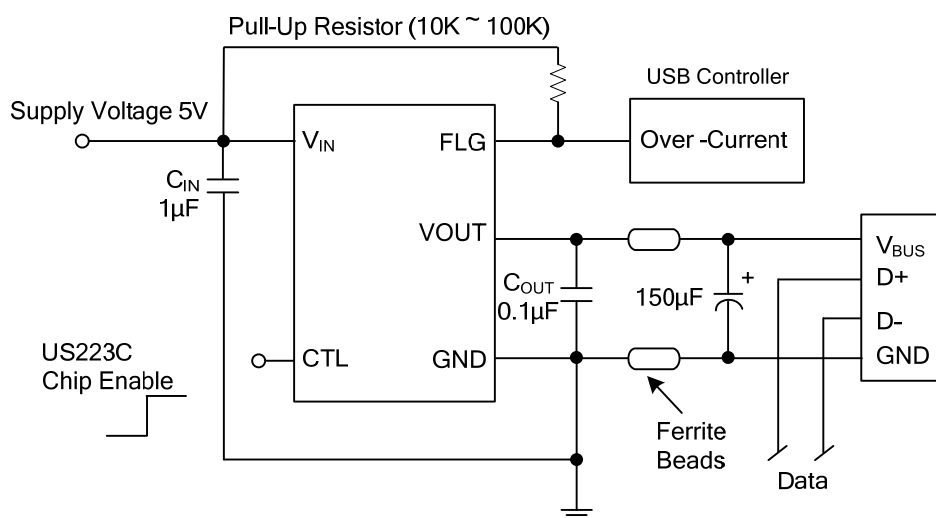 Pull-Up Resistor (10K ~ 100K)
USB Controller
Supply Voltage 5V
VIN
FLG
Over -Current
CIN
1µF
VOUT
VBUS
D+
COUT
0.1µF
150µF
+
D-
US223C
Chip Enable
CTL
GND
GND
Ferrite
Beads
Data